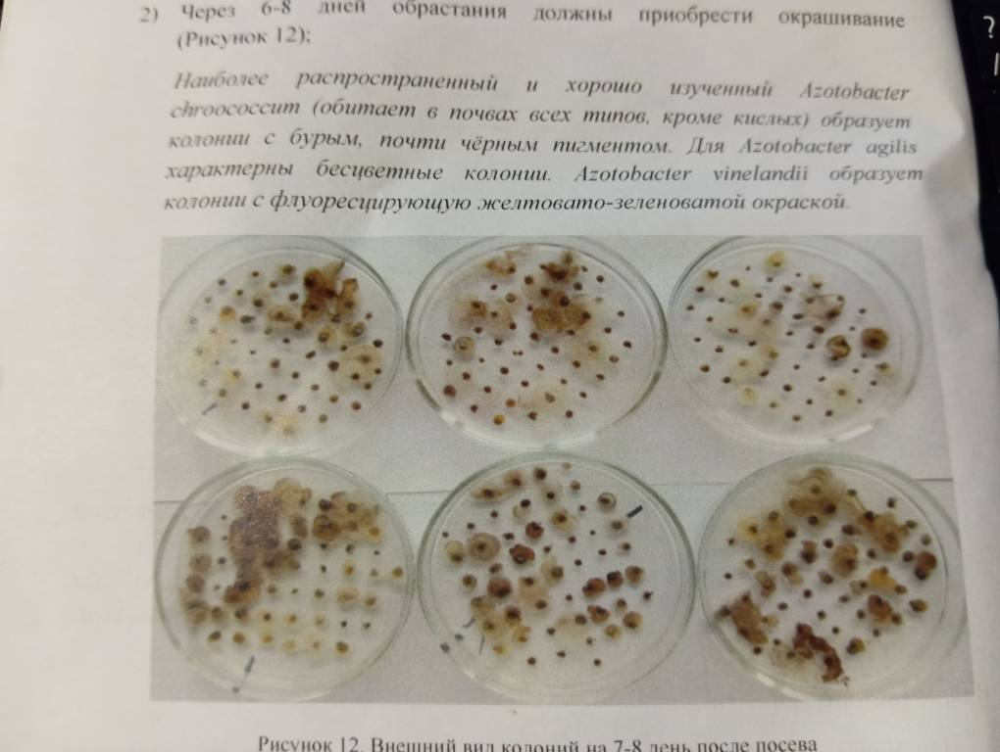 2) Через 6-8 дней обрастания должны приобрести окрашивание
(Рисунок 12);
Наиболее распространенный и хорошо изученный Azotobacter
chroococcum (обитает в почвах всех типов, кроме кислых) образует
колонии с бурым, почти чёрным пигментом. Для Azotobacter agilis
характерны бесцветные колонии. Azotobacter vinelandii образует
колонии с флуоресцирующую желтовато-зеленоватой окраской.
Рисунок 12. Внешний вид колоний на 7-8 день после посева